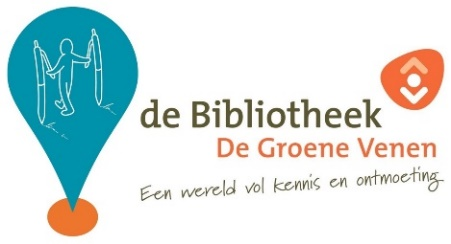 de Bibliotheek
De Groene Venen
Een wereld vol kennis en ontmoeting